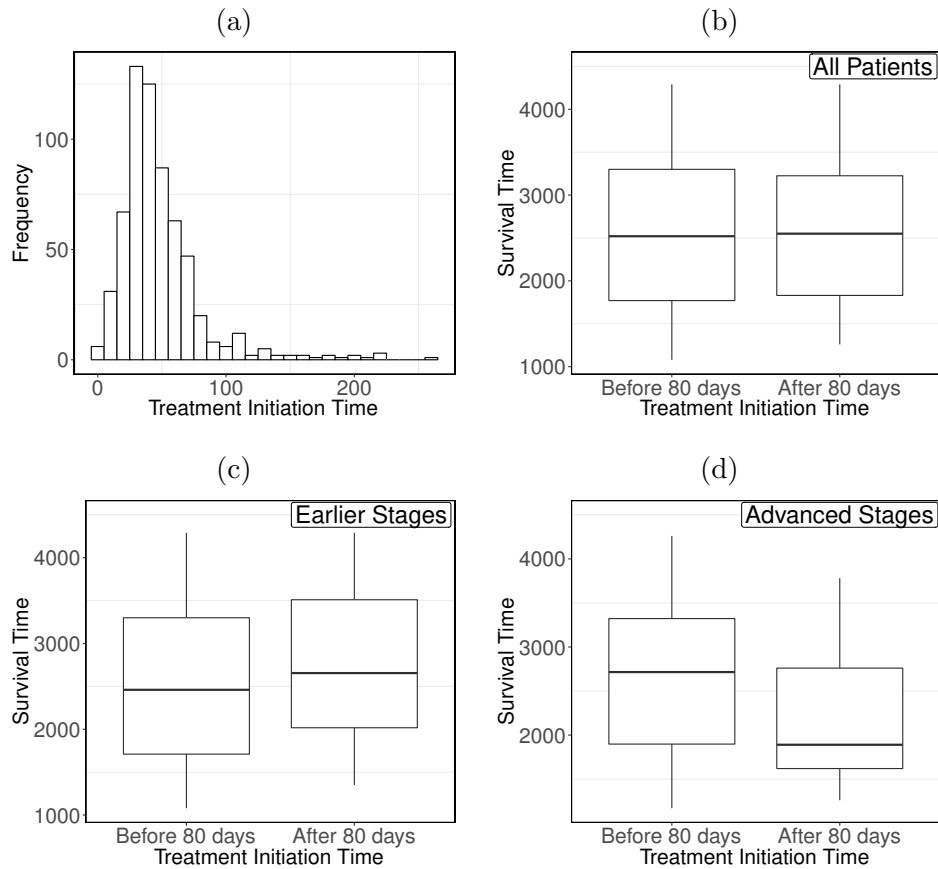 (a)
Frequency
100
50
0
0 100 200
Treatment Initiation Time
(b)
All Patients
Survival Time
4000
3000
2000
1000
Before 80 days After 80 days
Treatment Initiation Time
(c)
Earlier Stages
Survival Time
4000
3000
2000
1000
Before 80 days After 80 days
Treatment Initiation Time
(d)
Advanced Stages
Survival Time
4000
3000
2000
Before 80 days After 80 days
Treatment Initiation Time